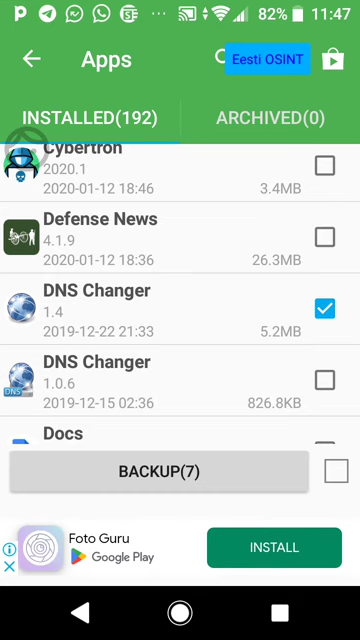 82% 11:47
Apps
Eesti OSINT
INSTALLED(192)
ARCHIVED(0)
Cybertron
2020.1
2020-01-12 18:46
3.4MB
Defense News
4.1.9
2020-01-12 18:36
26.3MB
DNS Changer
1.4
2019-12-22 21:33
5.2MB
DNS Changer
1.0.6
DNS
2019-12-15 02:36
826.8KB
Docs
BACKUP(7)
Foto Guru
Google Play
INSTALL